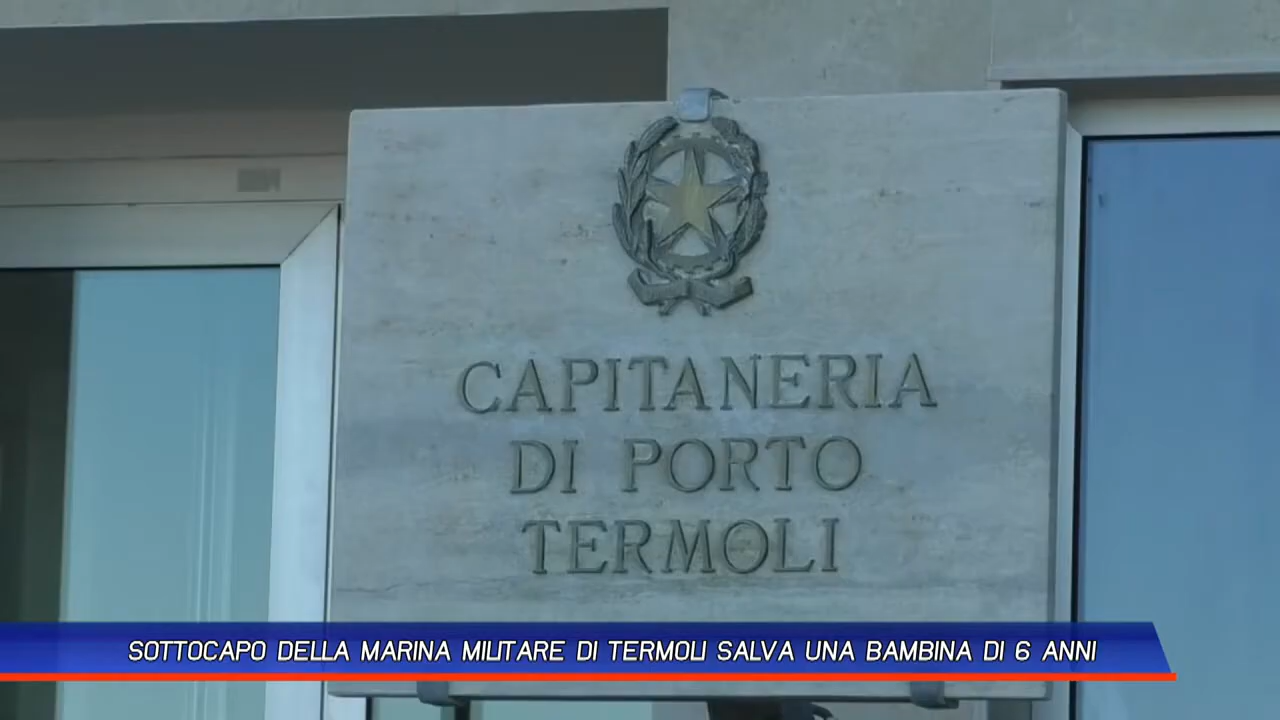 CAPITANERIA
DI PORTO
TERMOLI
SOTTOCAPO DELLA MARINA MILITARE DI TERMOLI SALVA UNA BAMBINA DI 6 ANNI